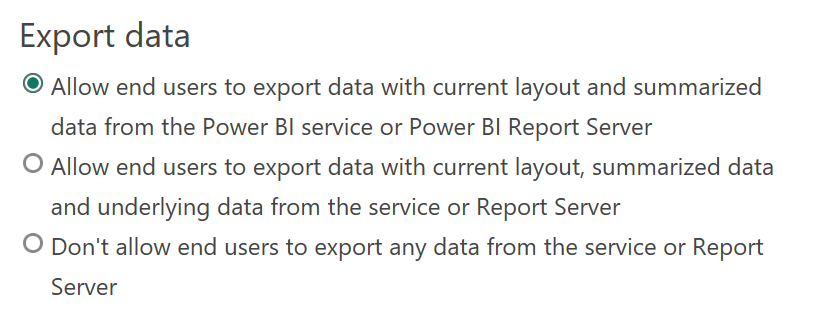 Export data
Allow end users to export data with current layout and summarized
data from the Power BI service or Power BI Report Server
Allow end users to export data with current layout, summarized data
and underlying data from the service or Report Server
Don't allow end users to export any data from the service or Report
Server